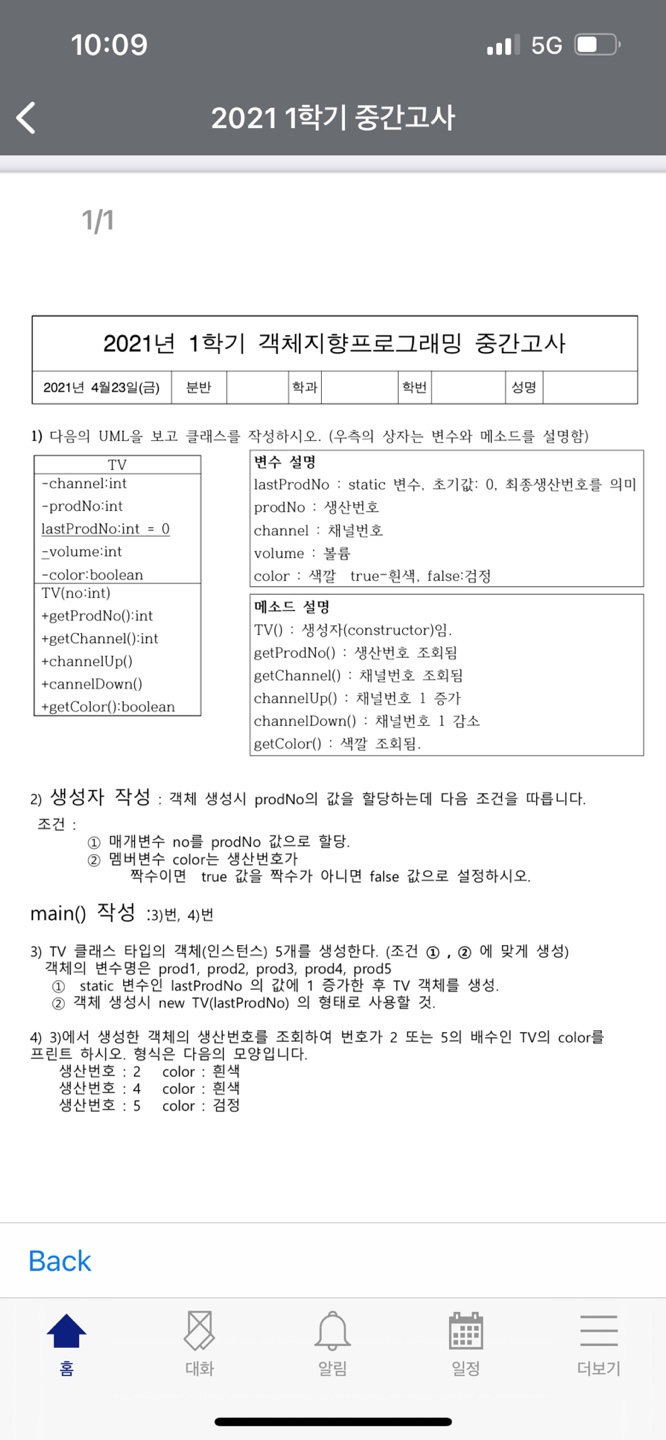 10:09
5G
2021 1학기 중간고사
1/1
2021년 1학기 객체지향프로그래밍 중간고사
2021년 4월23일(금) 분반 학과 학번 성명
1) 다음의 UML을 보고 클래스를 작성하시오. (우측의 상자는 변수와 메소드를 설명함)
TV
-channel:int
-prodNo:int
lastProdNo:int = 0
-volume:int
-color:boolean
TV(no:int)
+getProdNo():int
+getChannel():int
+channelUp()
+cannelDown()
+getColor():boolean
변수 설명
lastProdNo : static 변수, 초기값: 0, 최종생산번호를 의미
prodNo : 생산번호
channel : 채널번호
volume : 볼륨
color : 색깔 true-흰색, false:검정
메소드 설명
TV() : 생성자(constructor)임.
getProdNo() : 생산번호 조회됨
getChannel() : 채널번호 조회됨
channelUp() : 채널번호 1 증가
channelDown() : 채널번호 1 감소
getColor() : 색깔 조회됨.
2) 생성자 작성 : 객체 생성시 prodNo의 값을 할당하는데 다음 조건을 따릅니다.
조건 :
① 매개변수 no를 prodNo 값으로 할당.
② 멤버변수 color는 생산번호가
짝수이면 true 값을 짝수가 아니면 false 값으로 설정하시오.
main() 작성 :3)번, 4)번
3) TV 클래스 타입의 객체(인스턴스) 5개를 생성한다. (조건 ① , ② 에 맞게 생성)
객체의 변수명은 prod1, prod2, prod3, prod4, prod5
① static 변수인 lastProdNo 의 값에 1 증가한 후 TV 객체를 생성.
② 객체 생성시 new TV(lastProdNo) 의 형태로 사용할 것.
4) 3)에서 생성한 객체의 생산번호를 조회하여 번호가 2 또는 5의 배수인 TV의 color를
프린트 하시오. 형식은 다음의 모양입니다.
생산번호 : 2 color : 흰색
생산번호 : 4 color : 흰색
생산번호 : 5 color : 검정
Back
홈 대화 알림 일정 더보기